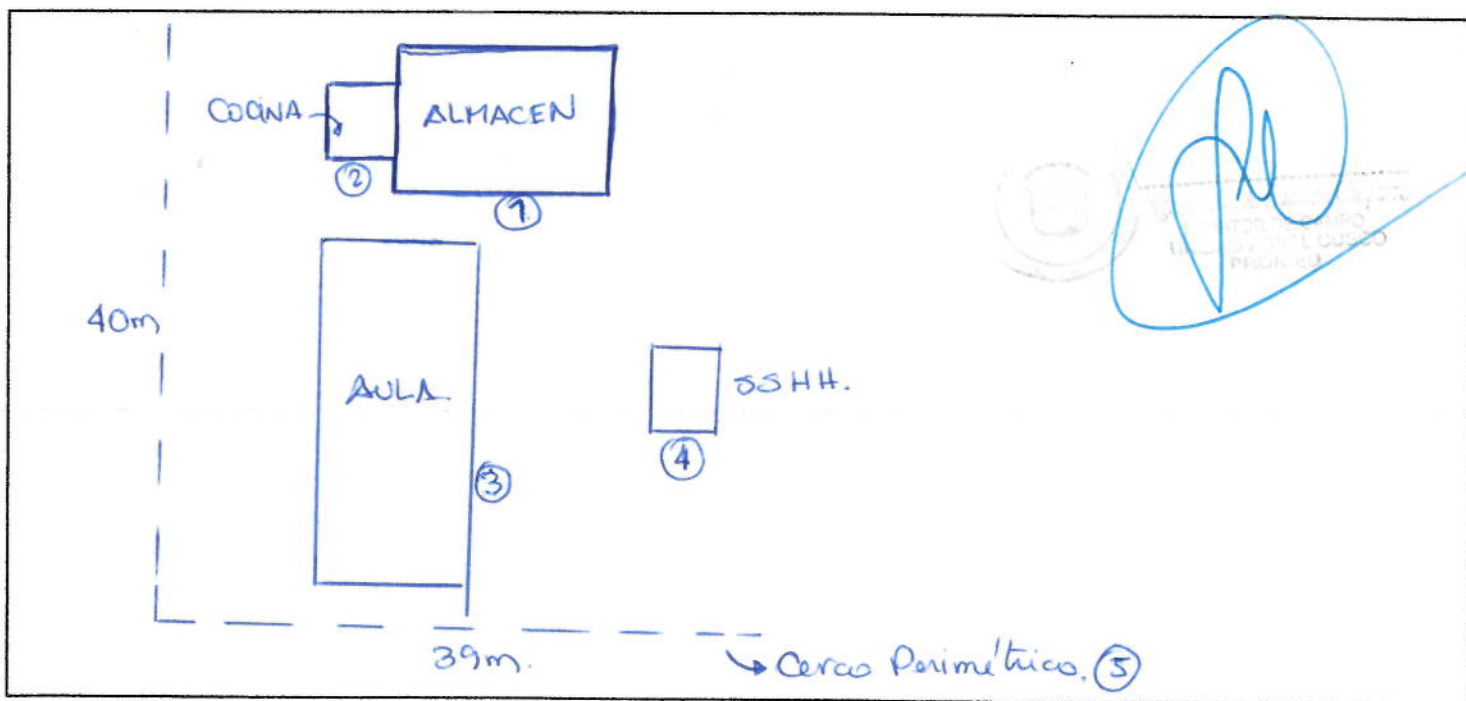 COCINA
ALMACEN
②
①
40m
AULA
SSHH.
③
④
39m.
Cerco Perimétrico. ⑤